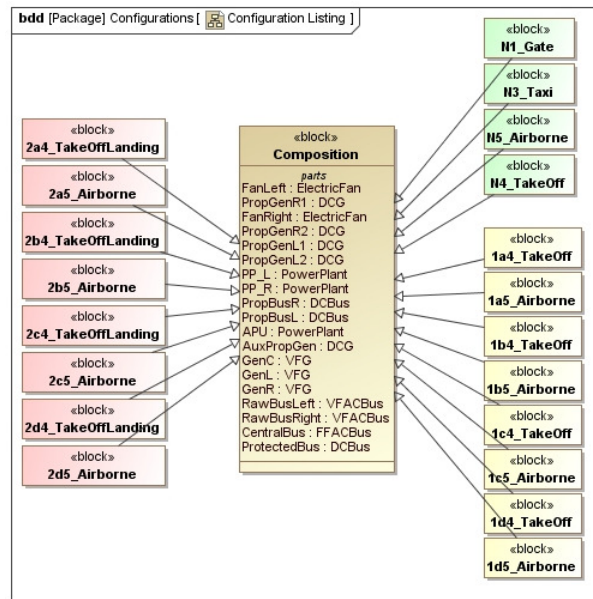 bdd [Package] Configurations [ Configuration Listing ]
«block»
2a4_TakeOffLanding
«block»
2a5_Airborne
«block»
2b4_TakeOffLanding
«block»
2b5_Airborne
«block»
2c4_TakeOffLanding
«block»
2c5_Airborne
«block»
2d4_TakeOffLanding
«block»
2d5_Airborne
«block»
Composition
parts
FanLeft : ElectricFan
PropGenR1 : DCG
FanRight : ElectricFan
PropGenR2 : DCG
PropGenL1 : DCG
PropGenL2 : DCG
PP_L : PowerPlant
PP_R : PowerPlant
PropBusR : DCBus
PropBusL : DCBus
APU : PowerPlant
AuxPropGen : DCG
GenC : VFG
GenL : VFG
GenR : VFG
RawBusLeft : VFACBus
RawBusRight : VFACBus
CentralBus : FFACBus
ProtectedBus : DCBus
«block»
N1_Gate
«block»
N3_Taxi
«block»
N5_Airborne
«block»
N4_TakeOff
«block»
1a4_TakeOff
«block»
1a5_Airborne
«block»
1b4_TakeOff
«block»
1b5_Airborne
«block»
1c4_TakeOff
«block»
1c5_Airborne
«block»
1d4_TakeOff
«block»
1d5_Airborne